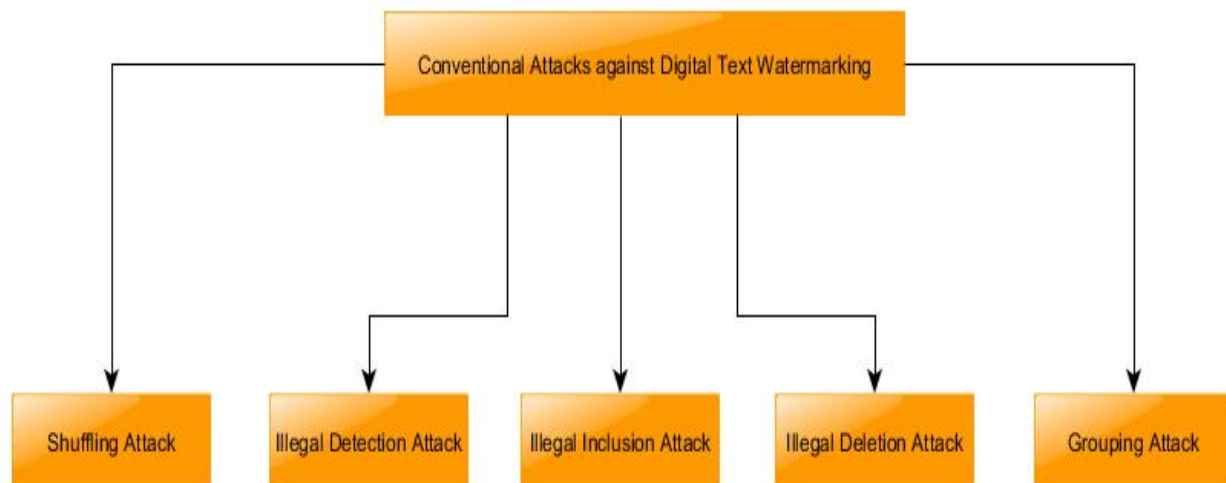 Conventional Attacks against Digital Text Watermarking
Shuffling Attack
Illegal Detection Attack
Illegal Inclusion Attack
Illegal Deletion Attack
Grouping Attack